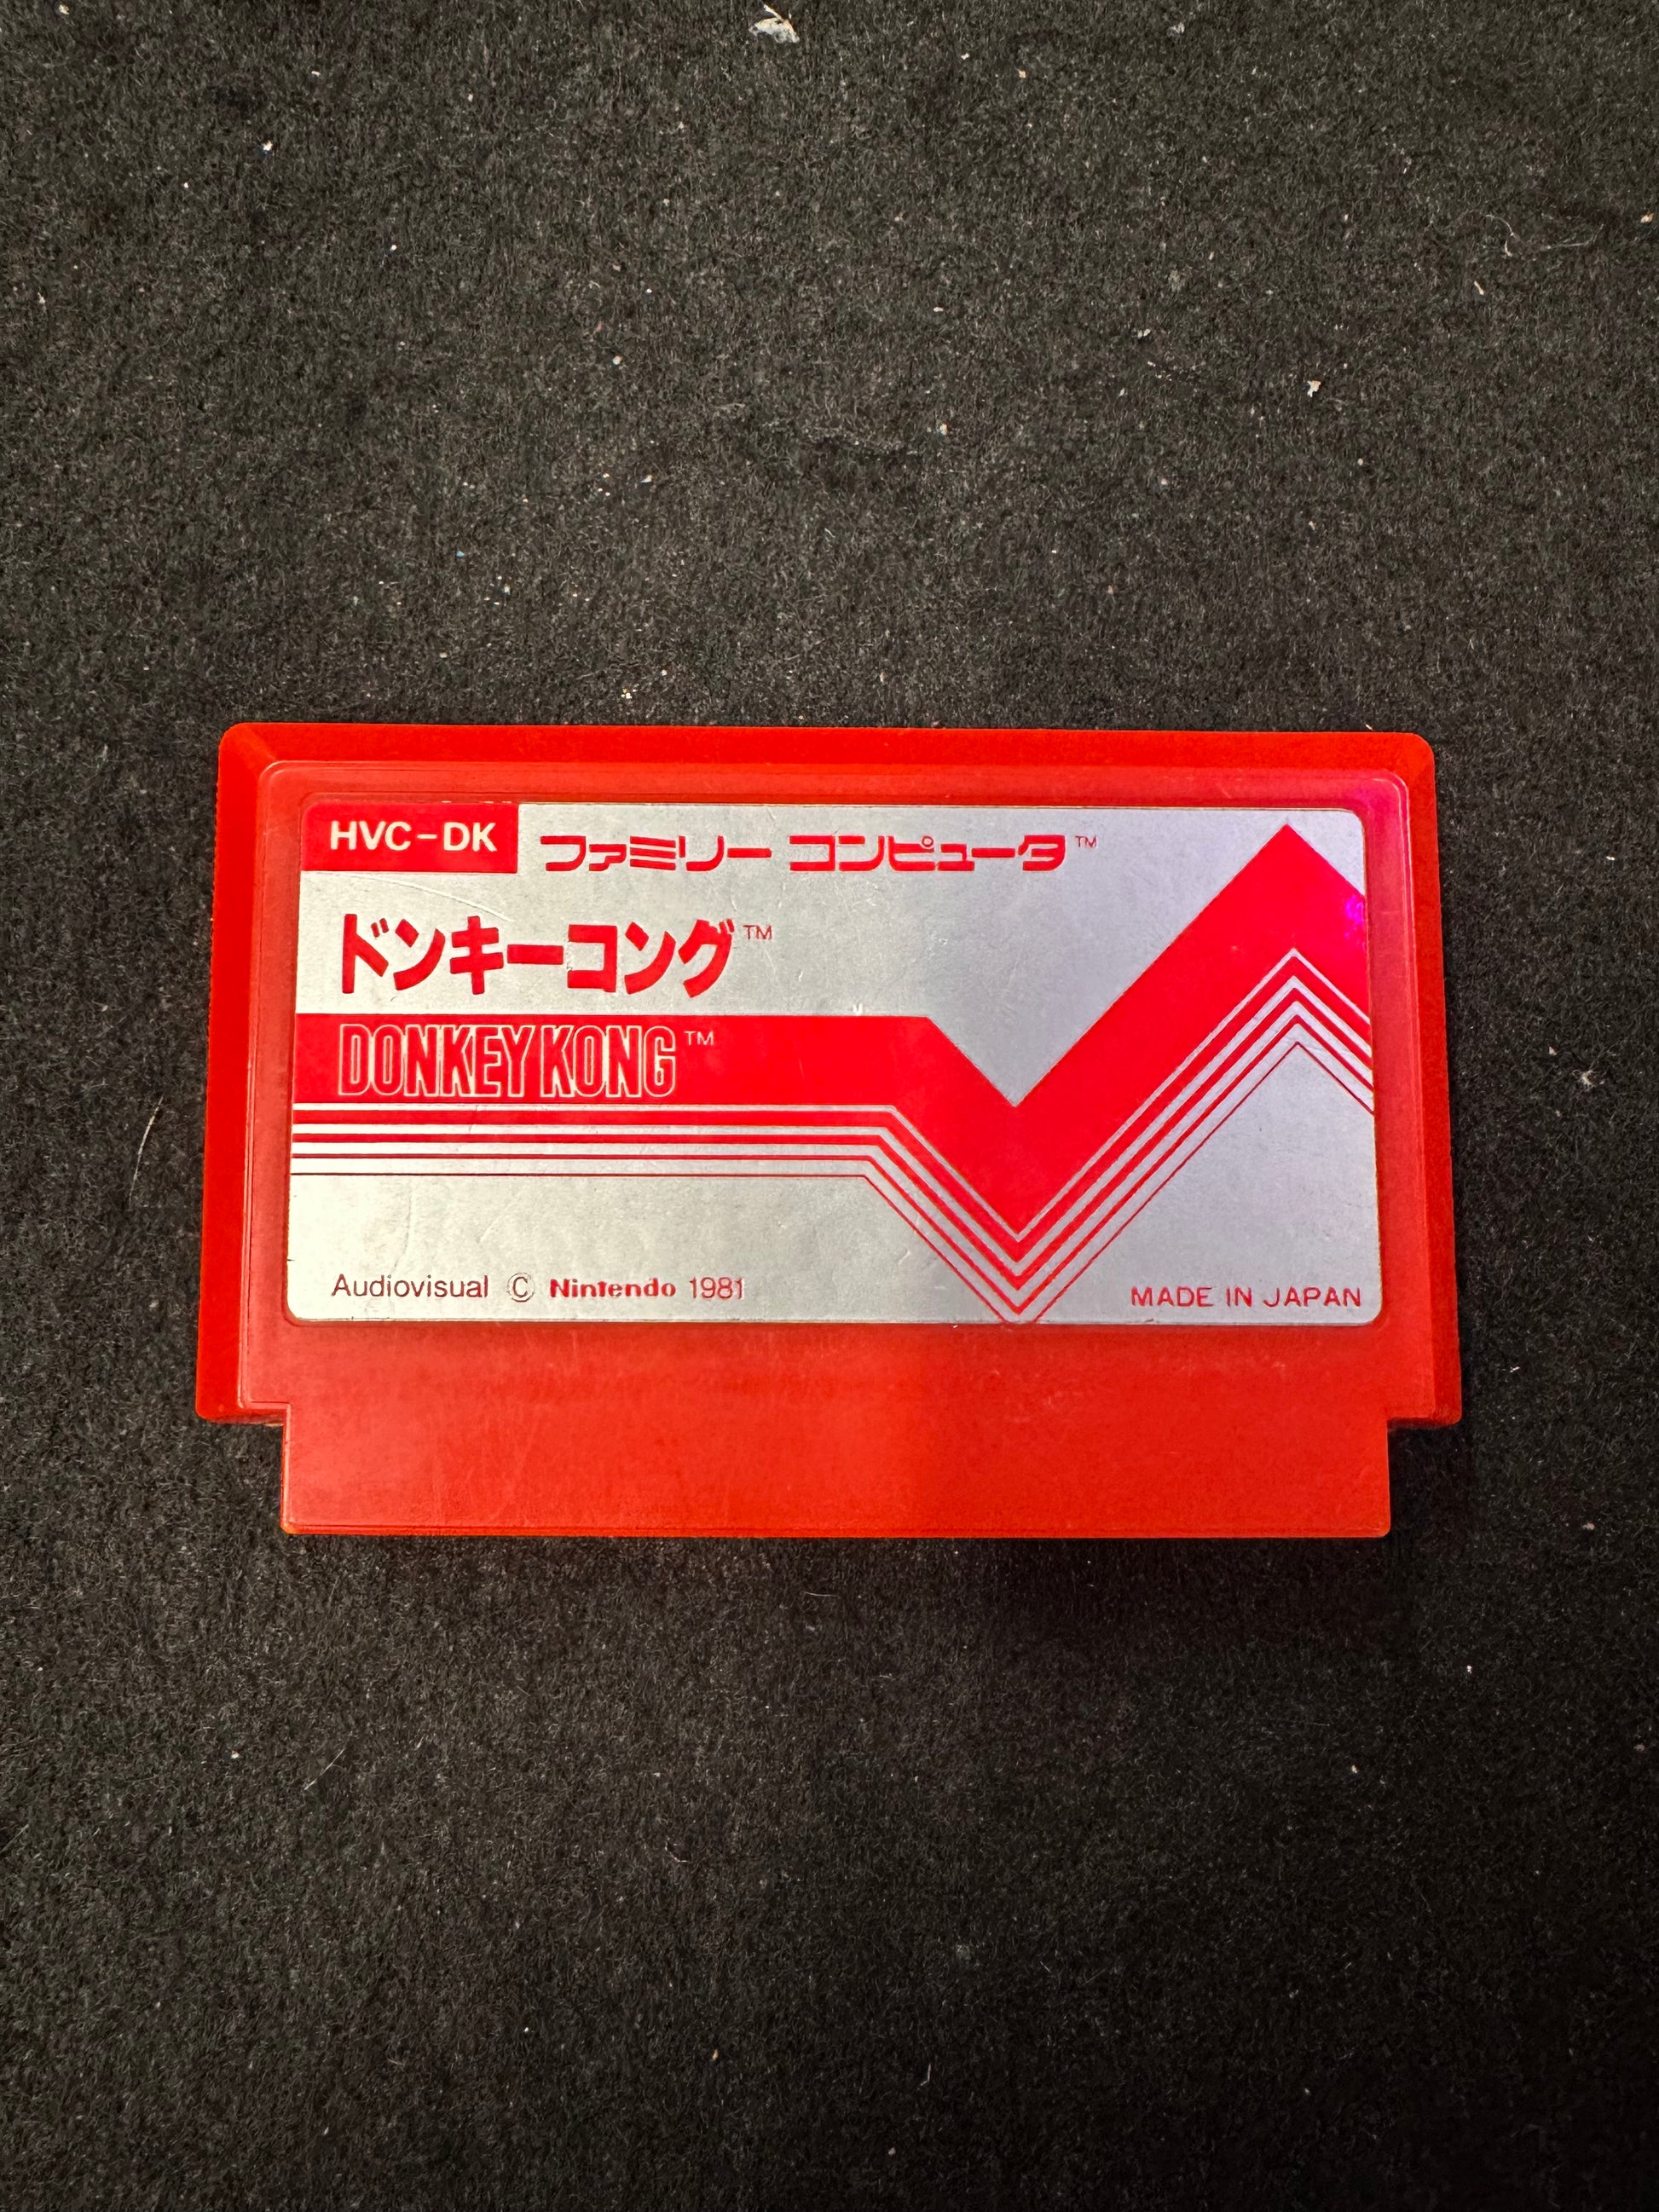 HVC-DK ファミリー コンピュータ™
ドンキーコング™
DONKEY KONG™
Audiovisual © Nintendo 1981
MADE IN JAPAN